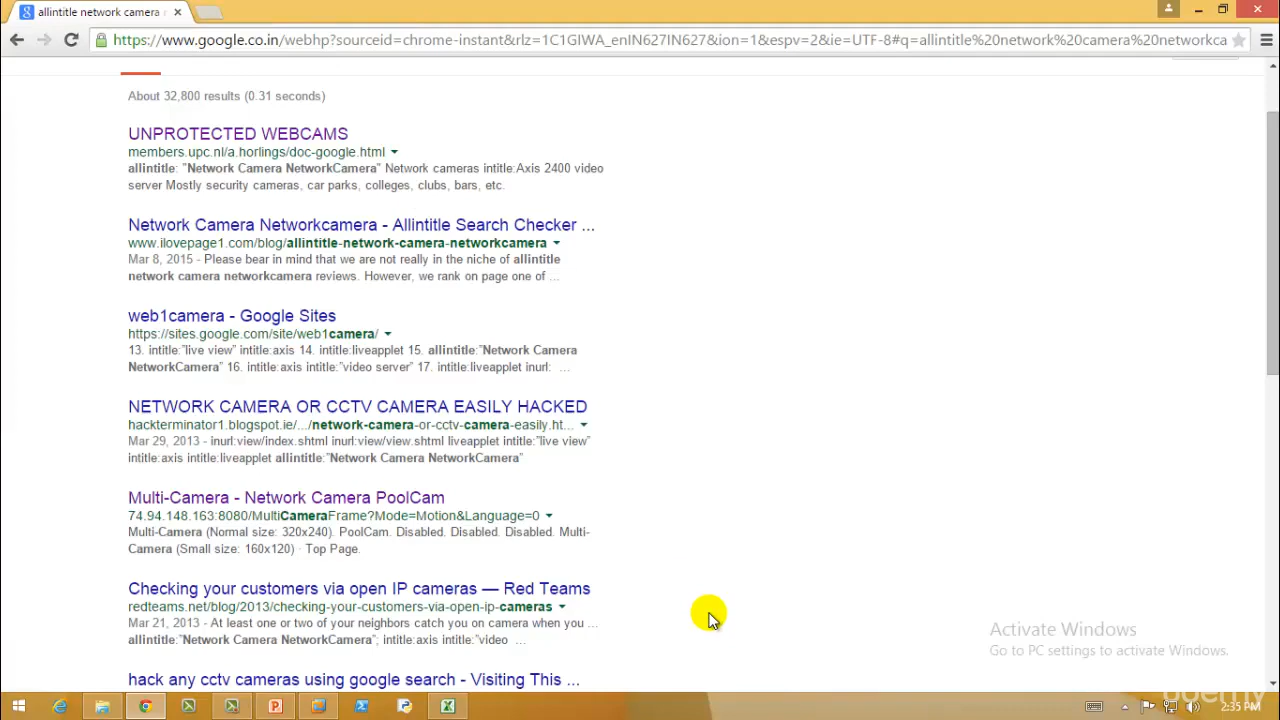 allintitle network camera n
https://www.google.co.in/webhp?sourceid=chrome-instant&rlz=1C1GIWA_enIN627IN627&ion=1&espv=2&ie=UTF-8#q=allintitle%20network%20camera%20networkca
About 32,800 results (0.31 seconds)
UNPROTECTED WEBCAMS
members.upc.nl/a.horlings/doc-google.html
allintitle: "Network Camera NetworkCamera" Network cameras intitle:Axis 2400 video
server Mostly security cameras, car parks, colleges, clubs, bars, etc.
Network Camera Networkcamera - Allintitle Search Checker ...
www.ilovepage1.com/blog/allintitle-network-camera-networkcamera
Mar 8, 2015 - Please bear in mind that we are not really in the niche of allintitle
network camera networkcamera reviews. However, we rank on page one of ...
web1camera - Google Sites
https://sites.google.com/site/web1camera/
13. intitle:"live view" intitle:axis 14. intitle:liveapplet 15. allintitle:"Network Camera
NetworkCamera" 16. intitle:axis intitle:"video server" 17. intitle:liveapplet inurl: ...
NETWORK CAMERA OR CCTV CAMERA EASILY HACKED
hackterminator1.blogspot.ie/.../network-camera-or-cctv-camera-easily.ht...
Mar 29, 2013 - inurl:view/index.shtml inurl:view/view.shtml liveapplet intitle:"live view"
intitle:axis intitle:liveapplet allintitle:"Network Camera NetworkCamera"
Multi-Camera - Network Camera PoolCam
74.94.148.163:8080/MultiCameraFrame?Mode=Motion&Language=0
Multi-Camera (Normal size: 320x240). PoolCam. Disabled. Disabled. Disabled. Multi-
Camera (Small size: 160x120) · Top Page.
Checking your customers via open IP cameras — Red Teams
redteams.net/blog/2013/checking-your-customers-via-open-ip-cameras
Mar 21, 2013 - At least one or two of your neighbors catch you on camera when you ...
allintitle:"Network Camera NetworkCamera"; intitle:axis intitle:"video ...
hack any cctv cameras using google search - Visiting This ...
Activate Windows
Go to PC settings to activate Windows.
udemy
2:35 PM